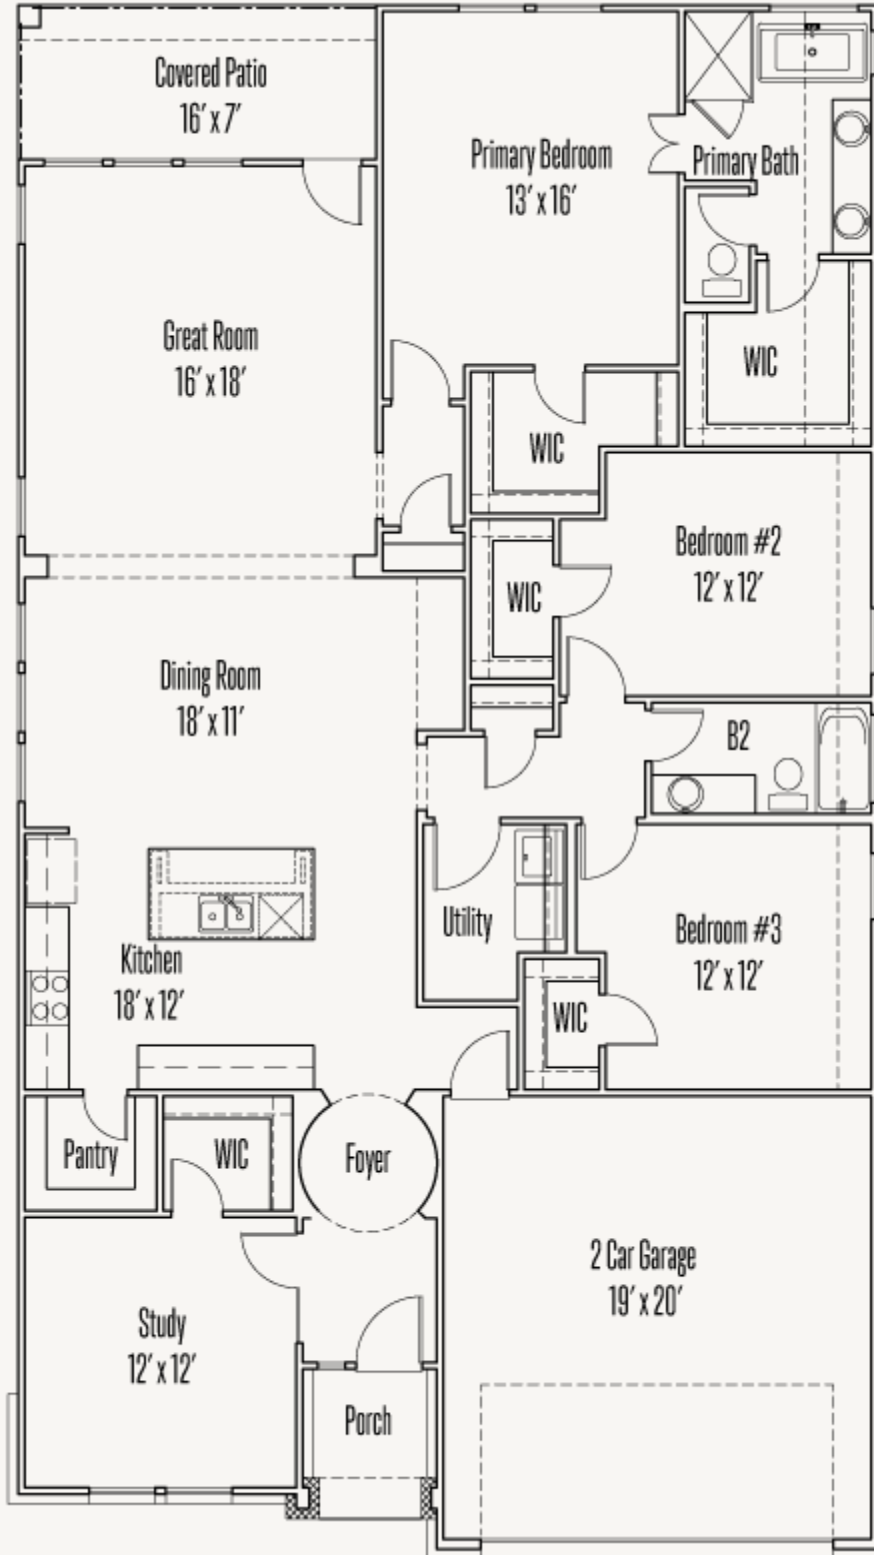 Covered Patio
16' x 7'
Primary Bedroom
13' x 16'
Primary Bath
Great Room
16' x 18'
WIC
WIC
Bedroom #2
12' x 12'
WIC
Dining Room
18' x 11'
B2
Utility
Bedroom #3
12' x 12'
Kitchen
18' x 12'
WIC
Pantry
WIC
Foyer
2 Car Garage
19' x 20'
Study
12' x 12'
Porch